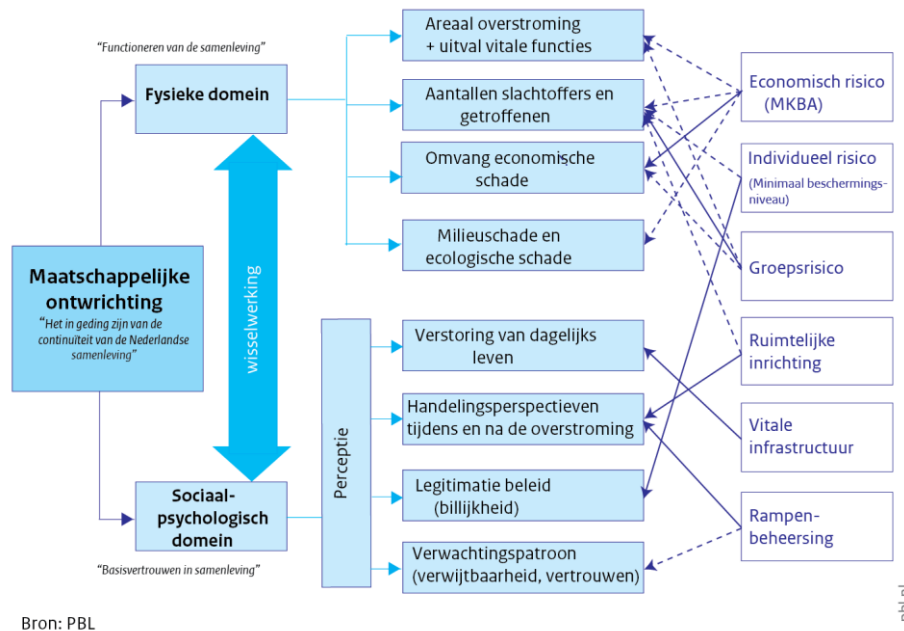 "Functioneren van de samenleving"
Fysieke domein
Maatschappelijke
ontwrichting
"Het in geding zijn van de
continuïteit van de Nederlandse
samenleving"
wisselwerking
Sociaal-
psychologisch
domein
"Basisvertrouwen in samenleving"
Perceptie
Areaal overstroming
+ uitval vitale functies
Aantallen slachtoffers en
getroffenen
Omvang economische
schade
Milieuschade en
ecologische schade
Verstoring van dagelijks
leven
Handelingsperspectieven
tijdens en na de overstroming
Legitimatie beleid
(billijkheid)
Verwachtingspatroon
(verwijtbaarheid, vertrouwen)
Economisch risico
(MKBA)
Individueel risico
(Minimaal beschermings-
niveau)
Groepsrisico
Ruimtelijke
inrichting
Vitale
infrastructuur
Rampen-
beheersing
Bron: PBL
pbl.nl